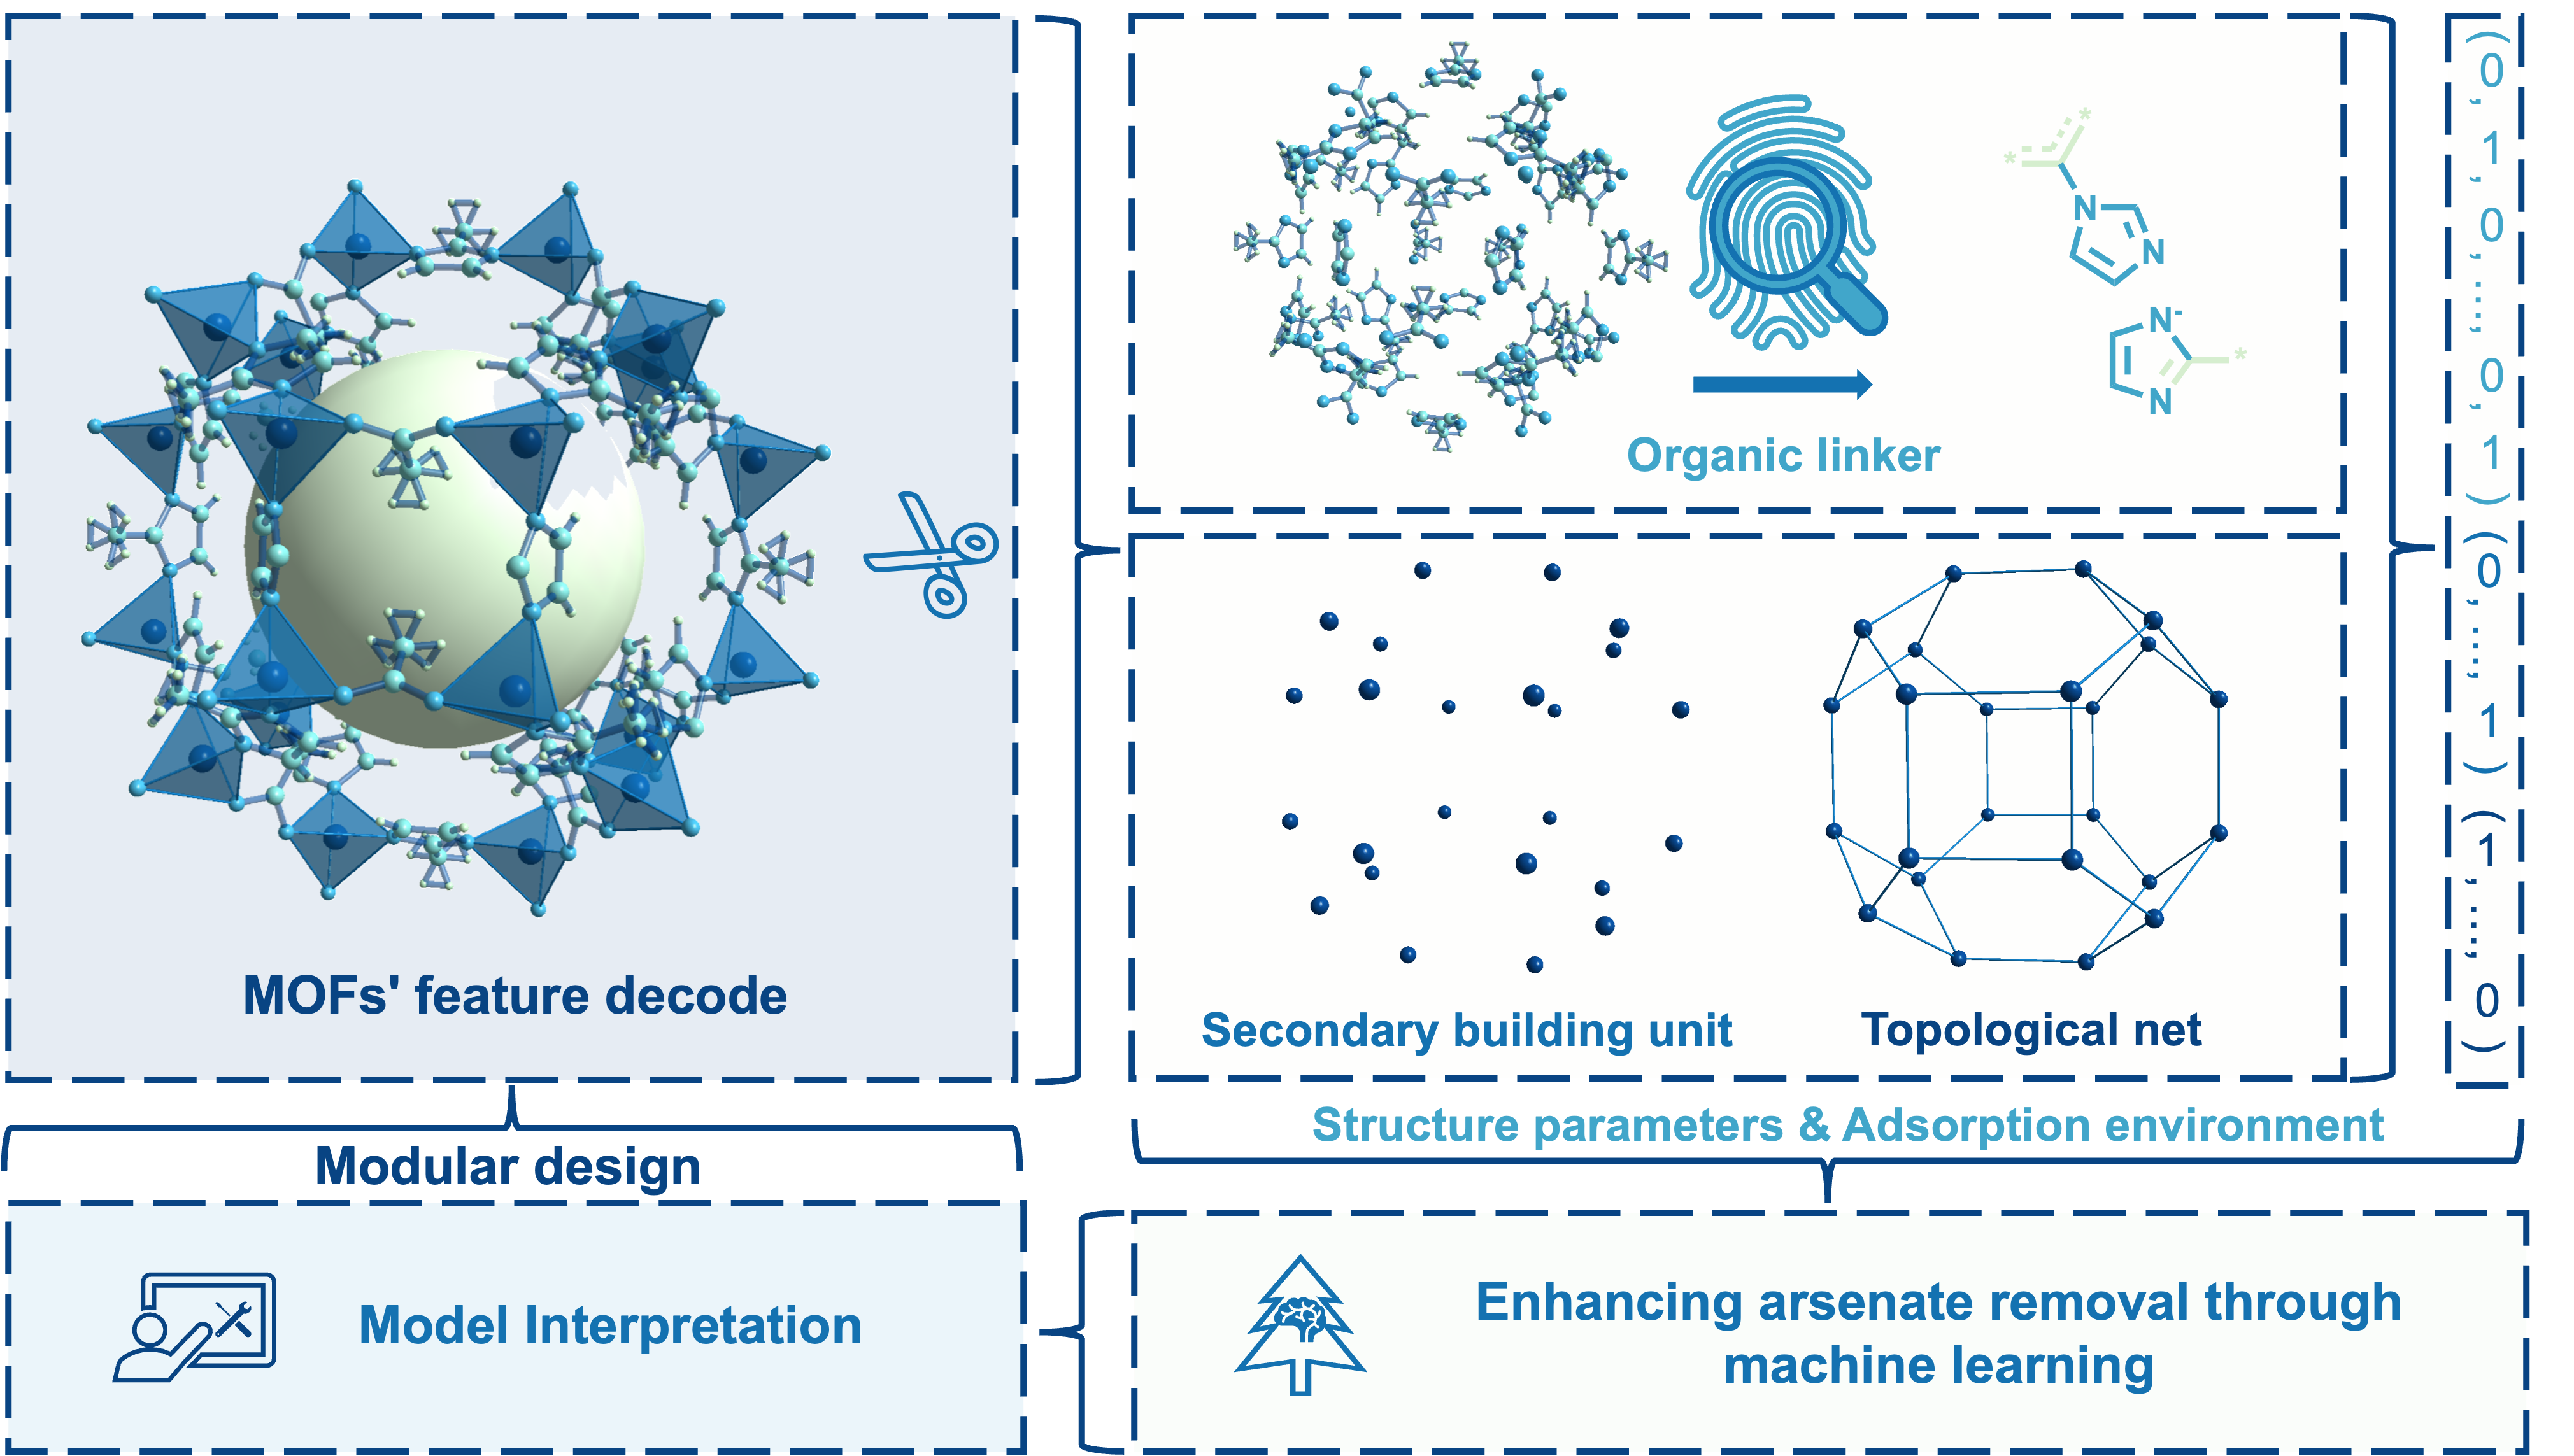 MOFs' feature decode
*
*
N
N
N-
*
N
Organic linker
Secondary building unit
Topological net
(0, 1, 0, ..., 0, 1)
(0, ..., 1)
(1, ..., 0)
Structure parameters & Adsorption environment
Modular design
Model Interpretation
Enhancing arsenate removal through
machine learning